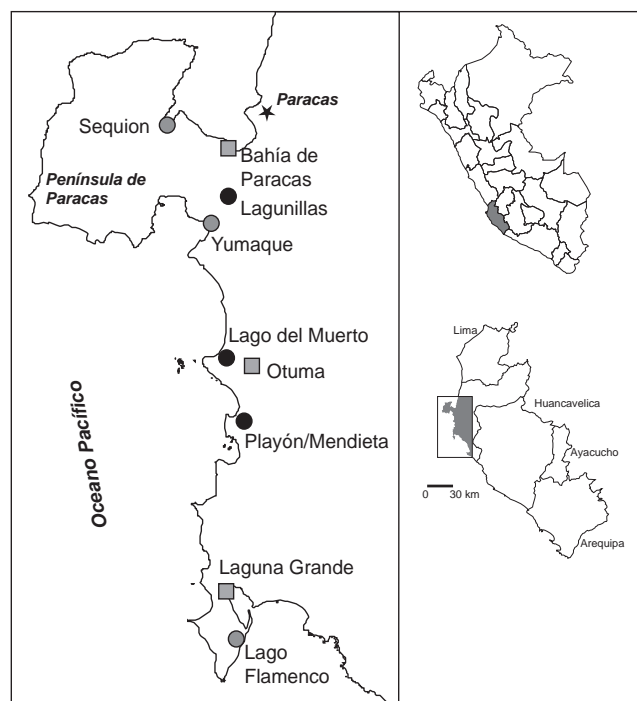 Paracas
Sequion
Bahía de
Paracas
Península de
Paracas
Lagunillas
Yumaque
Lago del Muerto
Otuma
Oceano Pacífico
Playón/Mendieta
Laguna Grande
Lago
Flamenco
Lima
Huancavelica
Ayacucho
0 30 km
Arequipa